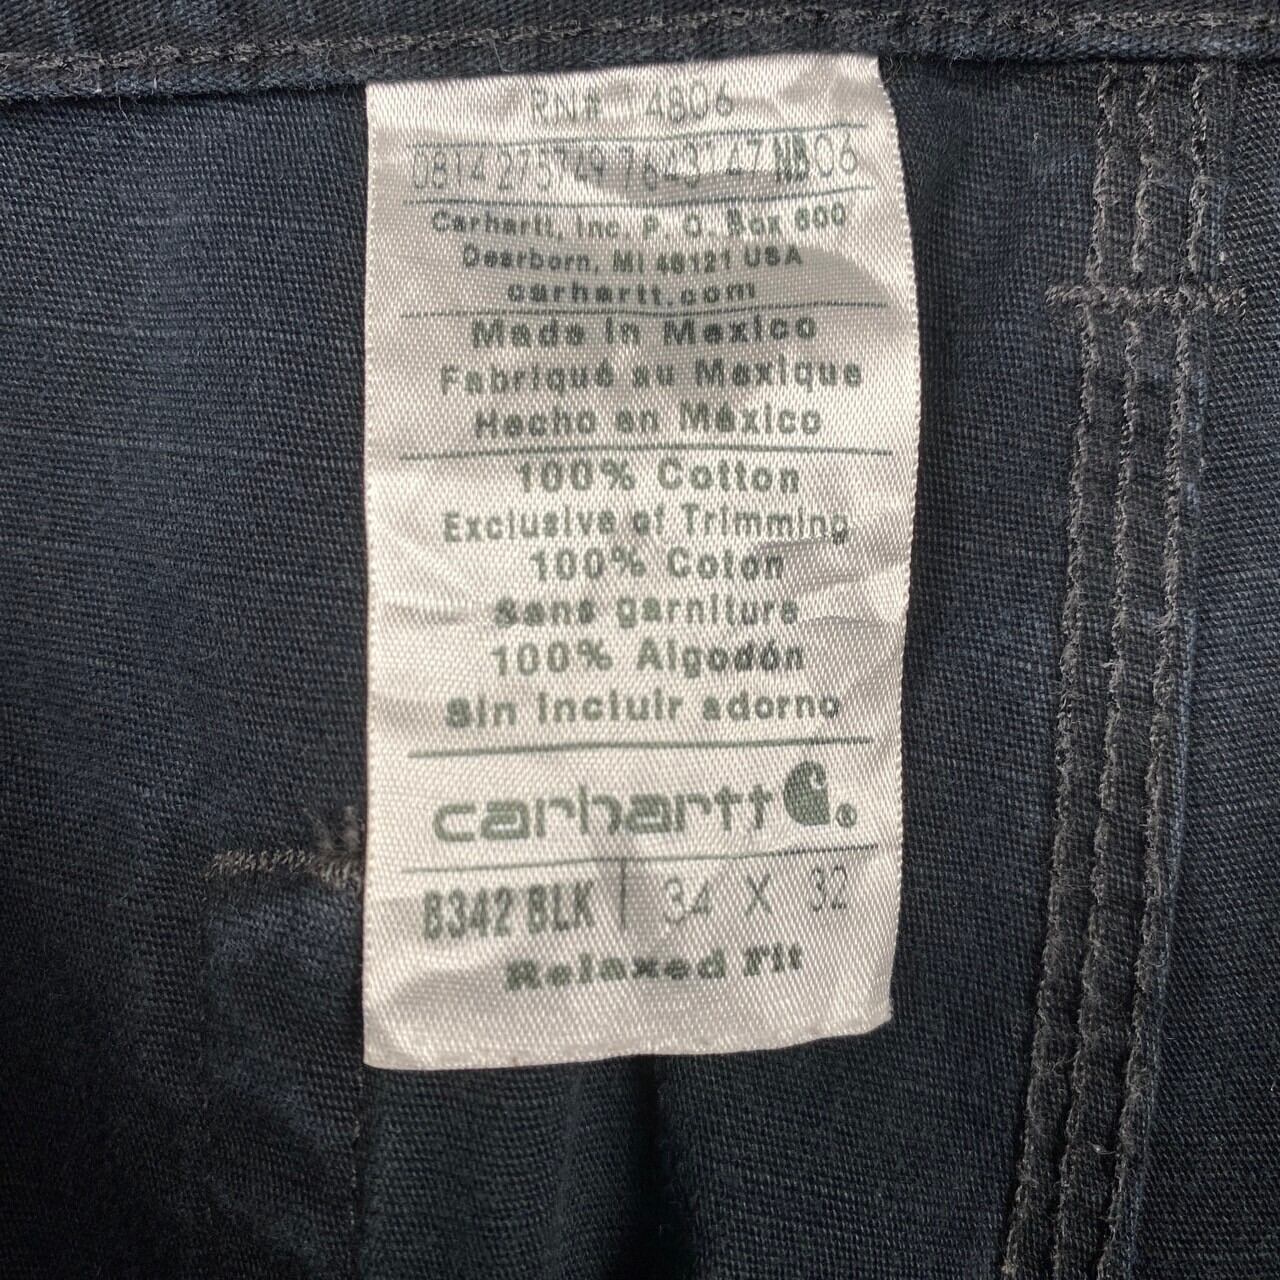 RN# 14806
0814
Carhartt, Inc. P. O. Box 600
Dearborn, MI 48121 USA
carhartt.com
Made in Mexico
Fabriqué au Mexique
Hecho en México
100% Cotton
Exclusive of Trimming
100% Coton
Sans garniture
100% Algodón
Sin incluir adorno
carhartt ®
B342 BLK | 34 X 32
Relaxed Fit